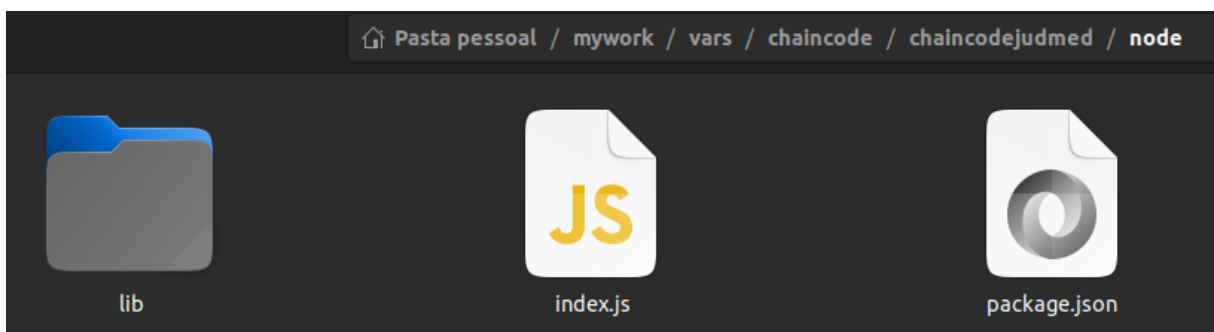 Pasta pessoal / mywork / vars / chaincode / chaincodejudmed / node
JS
lib index.js package.json